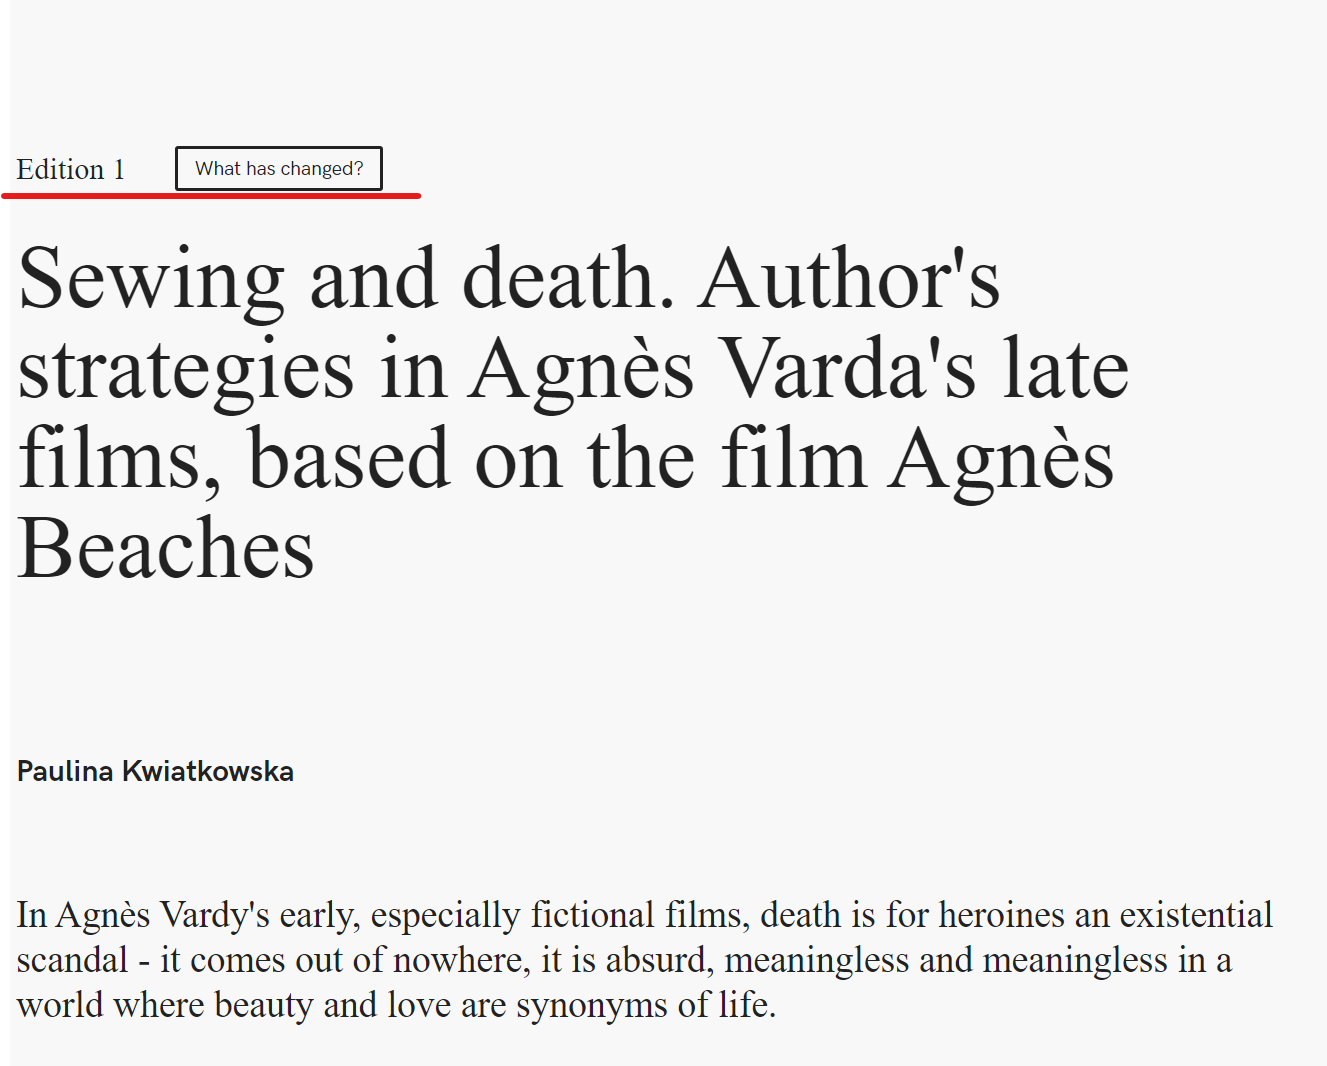 Edition 1 What has changed?
Sewing and death. Author's
strategies in Agnès Varda's late
films, based on the film Agnès
Beaches
Paulina Kwiatkowska
In Agnès Vardy's early, especially fictional films, death is for heroines an existential
scandal - it comes out of nowhere, it is absurd, meaningless and meaningless in a
world where beauty and love are synonyms of life.